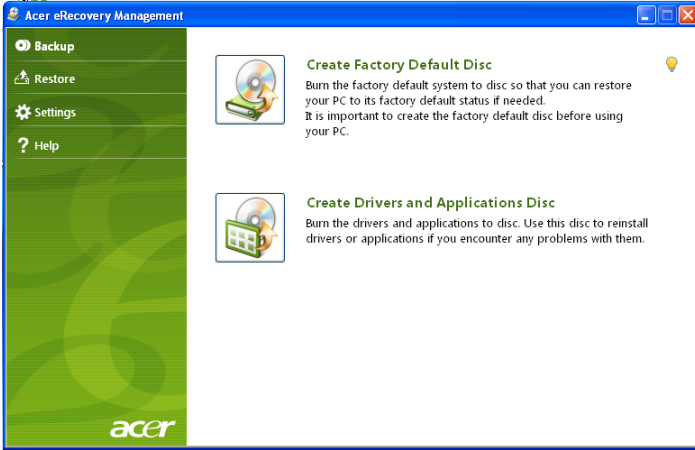 Acer eRecovery Management
Backup
Restore
Settings
? Help
Create Factory Default Disc
Burn the factory default system to disc so that you can restore
your PC to its factory default status if needed.
It is important to create the factory default disc before using
your PC.
Create Drivers and Applications Disc
Burn the drivers and applications to disc. Use this disc to reinstall
drivers or applications if you encounter any problems with them.
acer